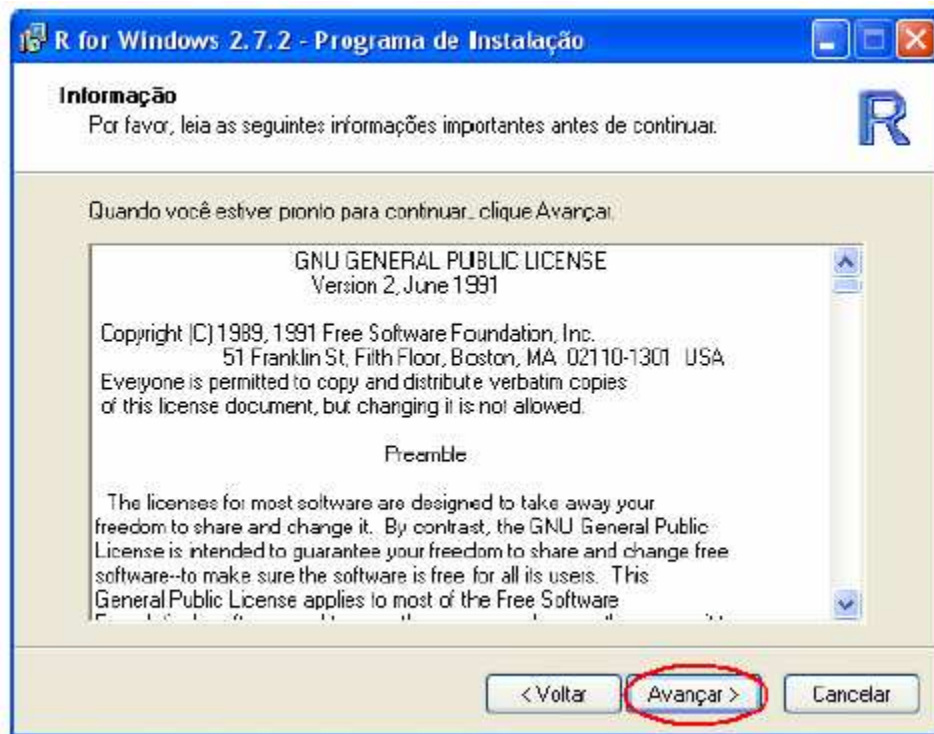 R for Windows 2.7.2 - Programa de Instalação
Informação
Por favor, leia as seguintes informações importantes antes de continuar.
R
Quando você estiver pronto para continuar, clique Avançar.
GNU GENERAL PUBLIC LICENSE
Version 2, June 1991
Copyright (C) 1989, 1991 Free Software Foundation, Inc.
51 Franklin St, Fifth Floor, Boston, MA 02110-1301 USA
Everyone is permitted to copy and distribute verbatim copies
of this license document, but changing it is not allowed.
Preamble
The licenses for most software are designed to take away your
freedom to share and change it. By contrast, the GNU General Public
License is intended to guarantee your freedom to share and change free
software--to make sure the software is free for all its users. This
General Public License applies to most of the Free Software
< Voltar
Avançar >
Cancelar